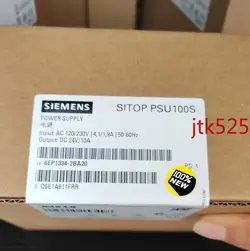 SIEMENS
SITOP PSU100S
jtk525
POWER SUPPLY
电源
Input: AC 120/230V | 4,1/1,9A | 50-60Hz
Output: DC 24V/10A
6EP1334-2BA20
100%
NEW
Q6E1A611FRR